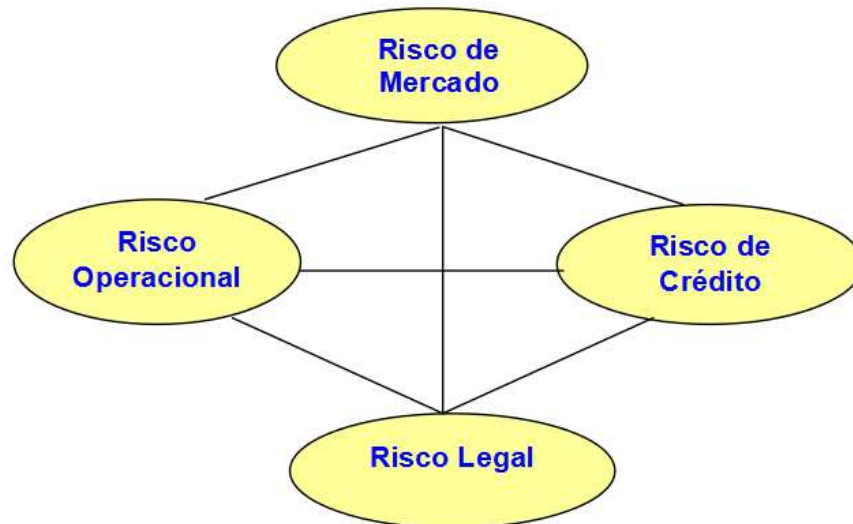 Risco de
Mercado
Risco
Operacional
Risco de
Crédito
Risco Legal